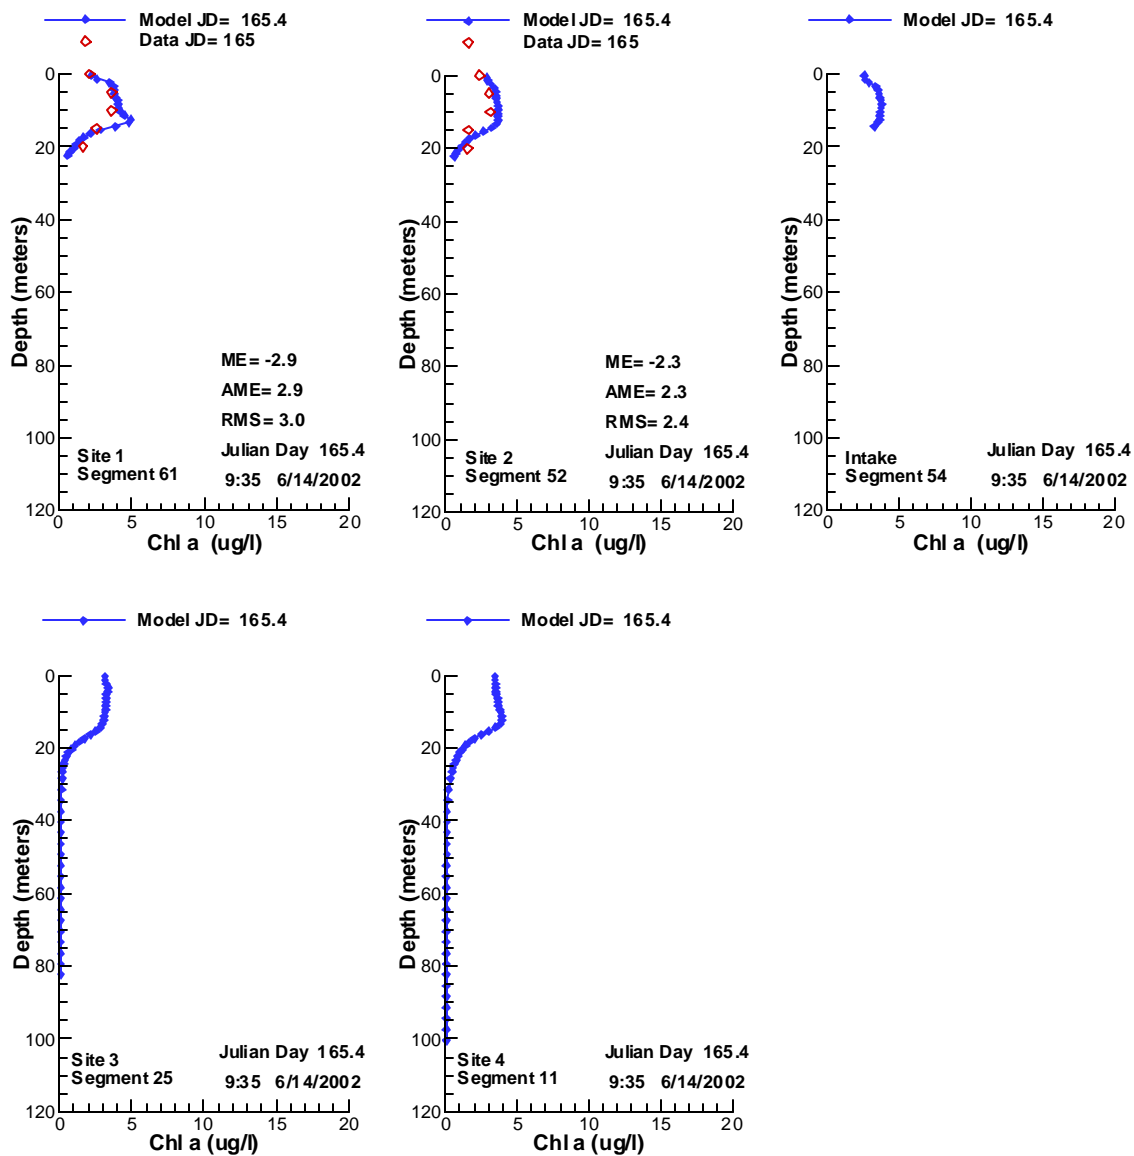 Model JD= 165.4
Data JD= 165
0
20
40
60
80
100
120
Depth (meters)
ME= -2.9
AME= 2.9
RMS= 3.0
Julian Day 165.4
Site 1
Segment 61
9:35 6/14/2002
0 5 10 15 20
Chl a (ug/l)
Model JD= 165.4
Data JD= 165
0
20
40
60
80
100
120
Depth (meters)
ME= -2.3
AME= 2.3
RMS= 2.4
Julian Day 165.4
Site 2
Segment 52
9:35 6/14/2002
0 5 10 15 20
Chl a (ug/l)
Model JD= 165.4
0
20
40
60
80
100
120
Depth (meters)
Julian Day 165.4
Intake
Segment 54
9:35 6/14/2002
0 5 10 15 20
Chl a (ug/l)
Model JD= 165.4
0
20
40
60
80
100
120
Depth (meters)
Julian Day 165.4
Site 3
Segment 25
9:35 6/14/2002
0 5 10 15 20
Chl a (ug/l)
Model JD= 165.4
0
20
40
60
80
100
120
Depth (meters)
Julian Day 165.4
Site 4
Segment 11
9:35 6/14/2002
0 5 10 15 20
Chl a (ug/l)